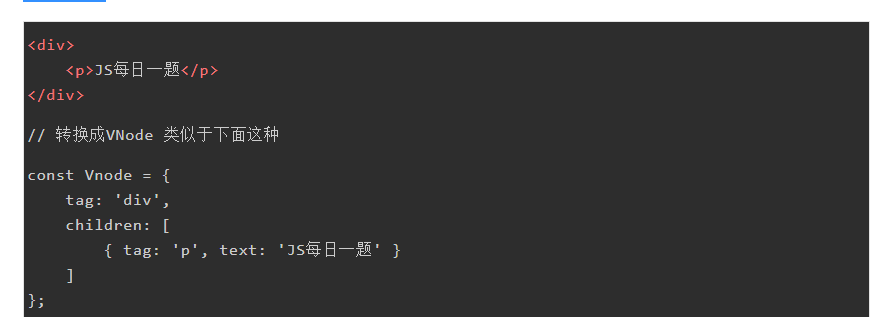 <div>
    <p>JS每日一题</p>
</div>
// 转换成VNode 类似于下面这种
const Vnode = {
    tag: 'div',
    children: [
        { tag: 'p', text: 'JS每日一题' }
    ]
};